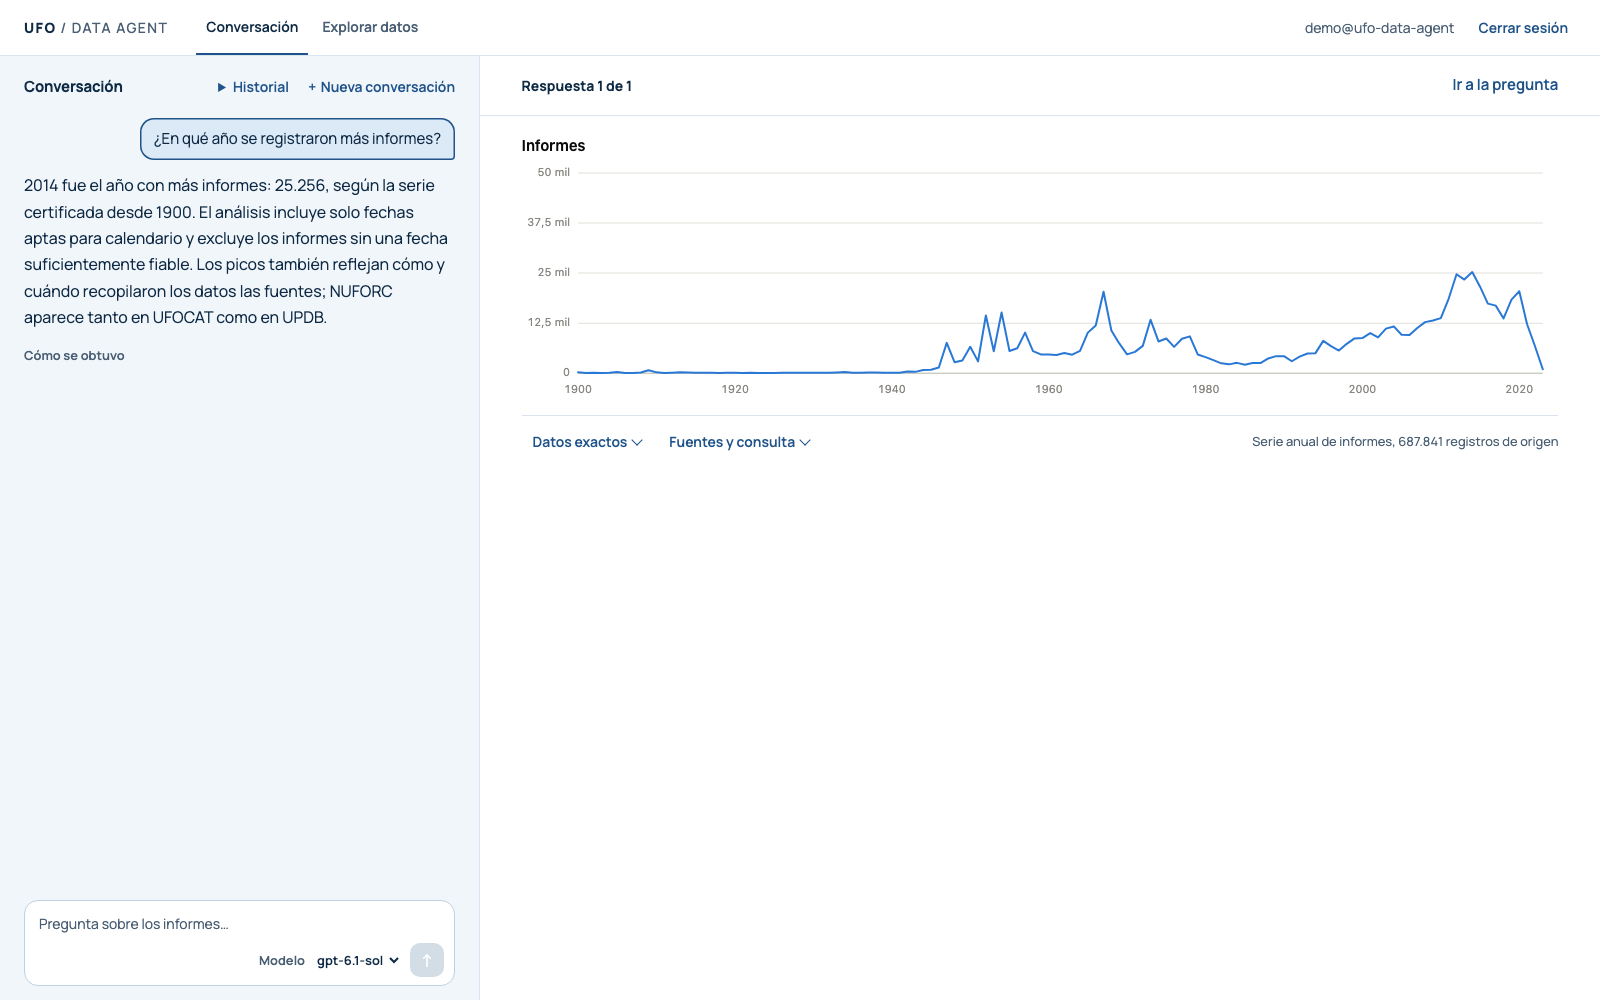 UFO / DATA AGENT
Conversación
Explorar datos
demo@ufo-data-agent
Cerrar sesión
Conversación
Historial
+ Nueva conversación
¿En qué año se registraron más informes?
2014 fue el año con más informes: 25.256, según la serie
certificada desde 1900. El análisis incluye solo fechas
aptas para calendario y excluye los informes sin una fecha
suficientemente fiable. Los picos también reflejan cómo y
cuándo recopilaron los datos las fuentes; NUFORC
aparece tanto en UFOCAT como en UPDB.
Cómo se obtuvo
Pregunta sobre los informes…
Modelo
gpt-6.1-sol
Respuesta 1 de 1
Ir a la pregunta
Informes
50 mil
37,5 mil
25 mil
12,5 mil
0
1900 1920 1940 1960 1980 2000 2020
Datos exactos
Fuentes y consulta
Serie anual de informes, 687.841 registros de origen